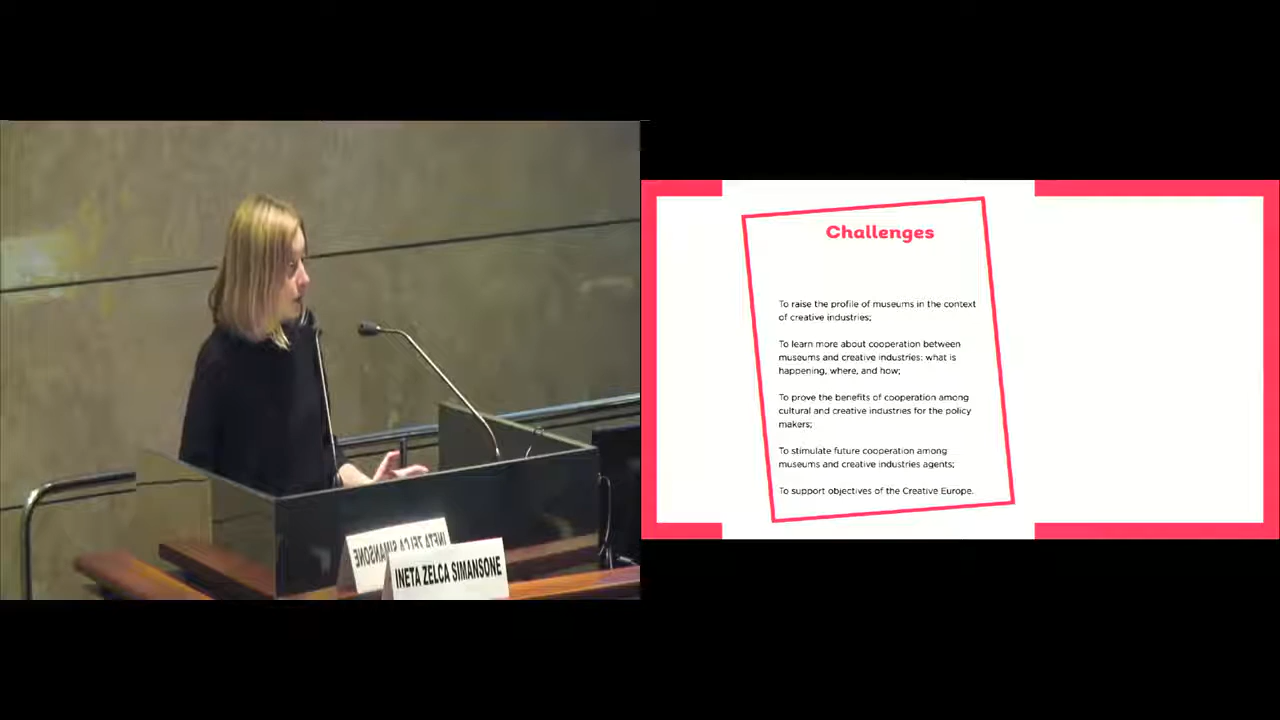 INETA ZELCA SIMANSONE
INETA ZELCA SIMANSONE
Challenges
To raise the profile of museums in the context
of creative industries;
To learn more about cooperation between
museums and creative industries: what is
happening, where, and how;
To prove the benefits of cooperation among
cultural and creative industries for the policy
makers;
To stimulate future cooperation among
museums and creative industries agents;
To support objectives of the Creative Europe.